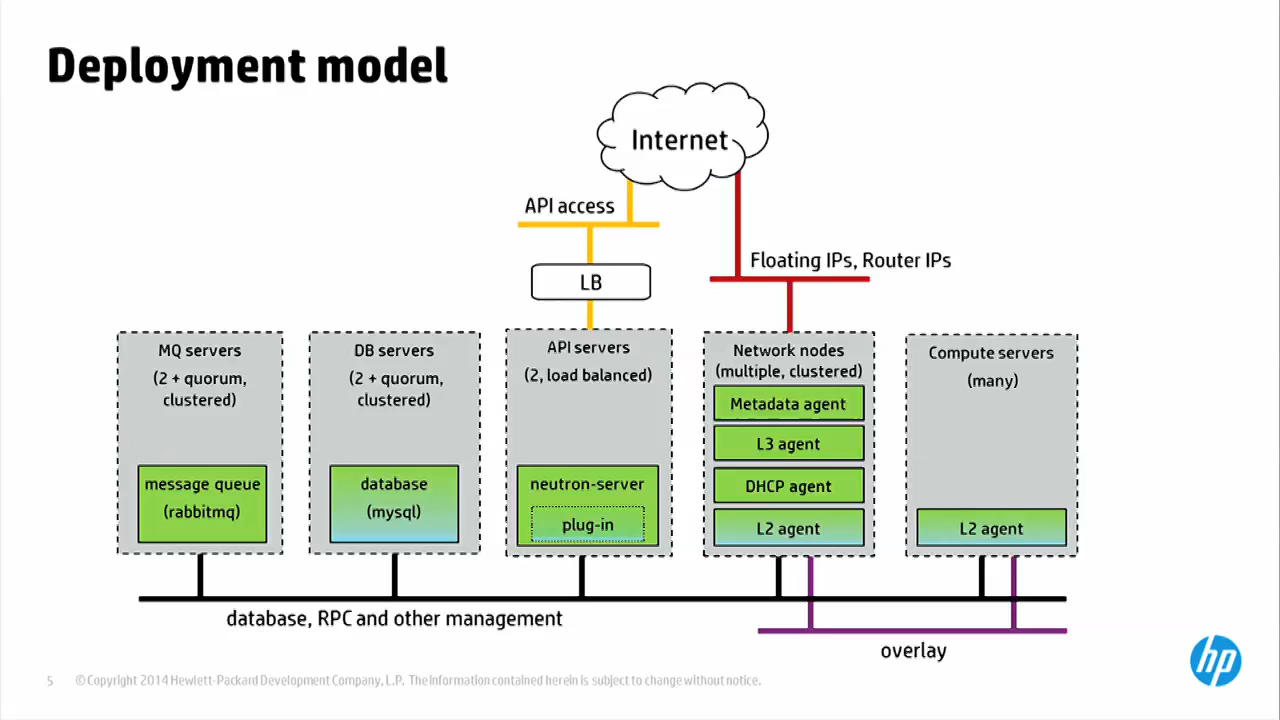 Deployment model
Internet
API access
Floating IPs, Router IPs
LB
MQ servers
(2 + quorum,
clustered)
message queue
(rabbitmq)
DB servers
(2 + quorum,
clustered)
database
(mysql)
API servers
(2, load balanced)
neutron-server
plug-in
Network nodes
(multiple, clustered)
Metadata agent
L3 agent
DHCP agent
L2 agent
Compute servers
(many)
L2 agent
database, RPC and other management
overlay
hp
5 © Copyright 2014 Hewlett-Packard Development Company, L.P. The information contained herein is subject to change without notice.